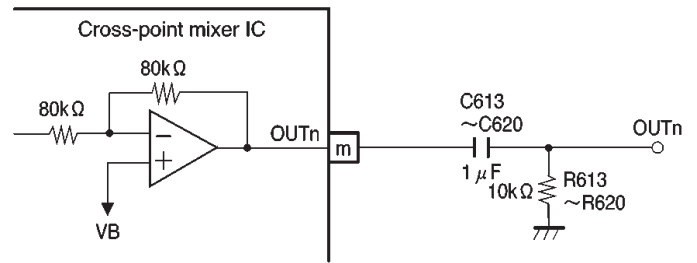 Cross-point mixer IC
80kΩ
80kΩ
−
+
VB
OUTn
m
C613
~C620
1μF
10kΩ
R613
~R620
OUTn